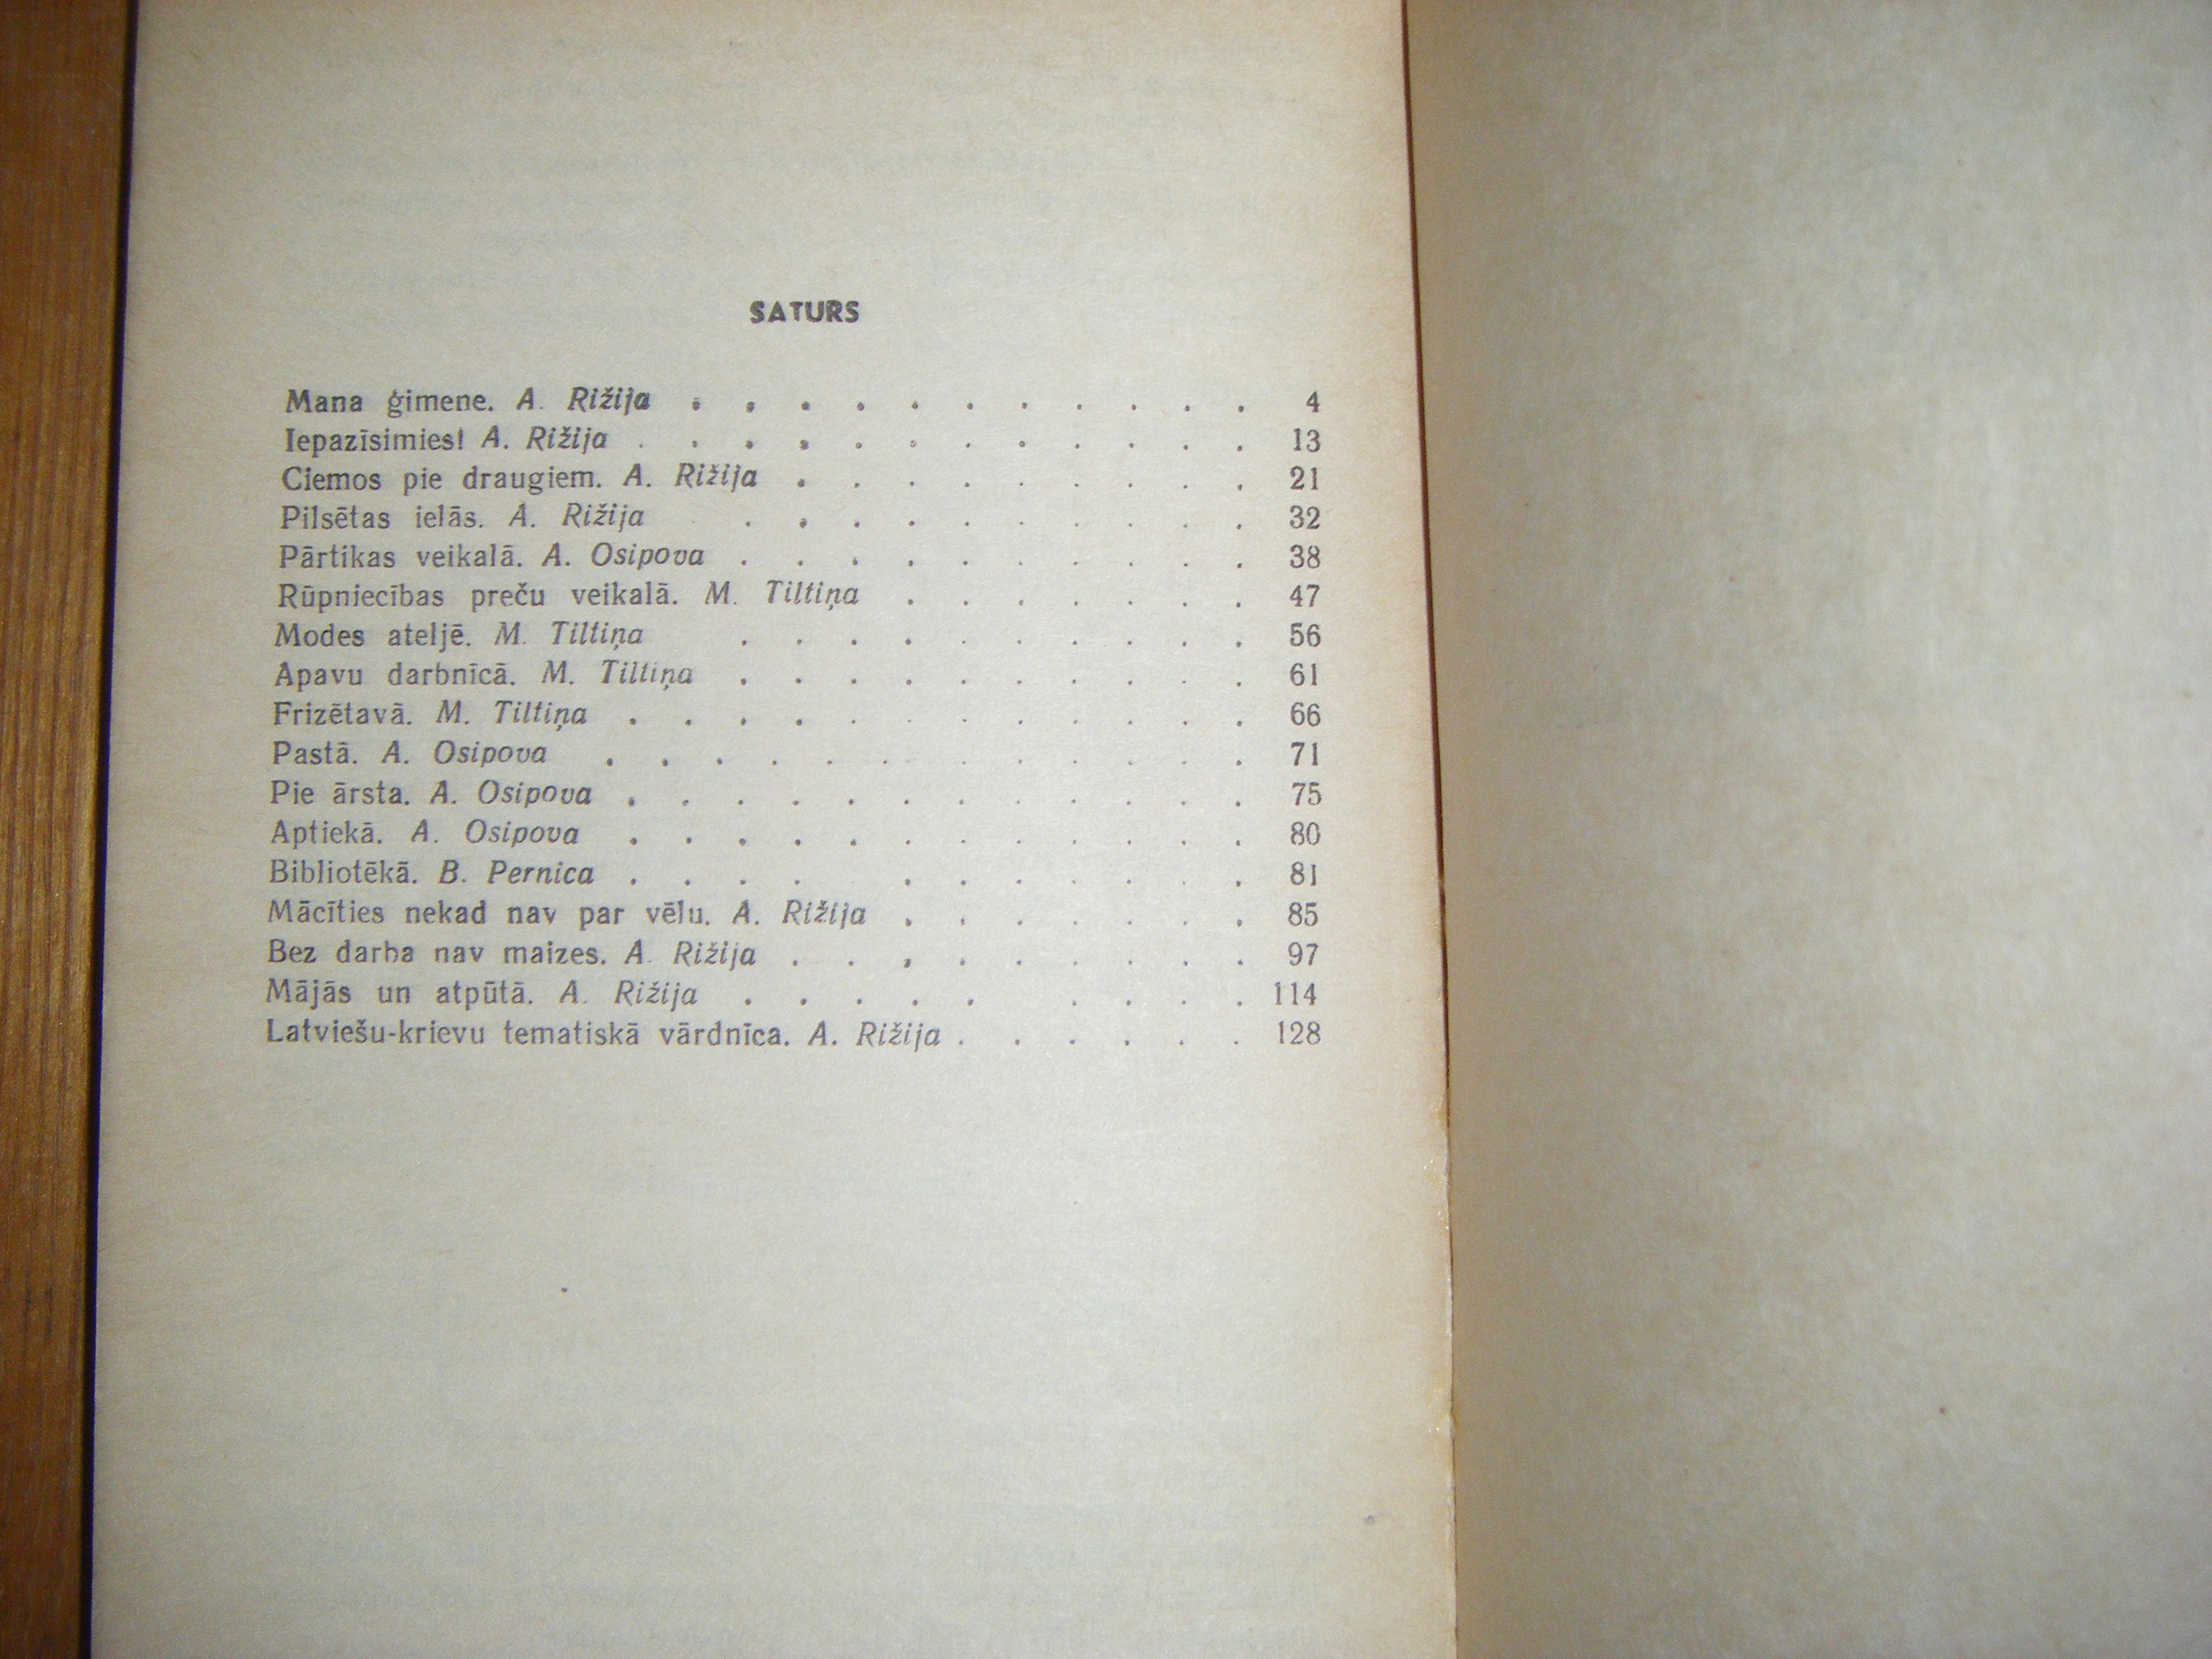 SATURS
Mana ģimene. A. Rižija . . . . . . . . . . . 4
Iepazīsimies! A. Rižija . . . . . . . . . . . . 13
Ciemos pie draugiem. A. Rižija . . . . . . . . . 21
Pilsētas ielās. A. Rižija . . . . . . . . . . 32
Pārtikas veikalā. A. Osipova . . . . . . . . . . 38
Rūpniecības preču veikalā. M. Tiltiņa . . . . . . . 47
Modes ateljē. M. Tiltiņa . . . . . . . . . . 56
Apavu darbnīcā. M. Tiltiņa . . . . . . . . . . 61
Frizētavā. M. Tiltiņa . . . . . . . . . . . . 66
Pastā. A. Osipova . . . . . . . . . . . . 71
Pie ārsta. A. Osipova . . . . . . . . . . . . 75
Aptiekā. A. Osipova . . . . . . . . . . . . 80
Bibliotēkā. B. Pernica . . . . . . . . . . . 81
Mācīties nekad nav par vēlu. A. Rižija . . . . . . . 85
Bez darba nav maizes. A. Rižija . . . . . . . . . 97
Mājās un atpūtā. A. Rižija . . . . . . . . . 114
Latviešu-krievu tematiskā vārdnīca. A. Rižija . . . . . . 128